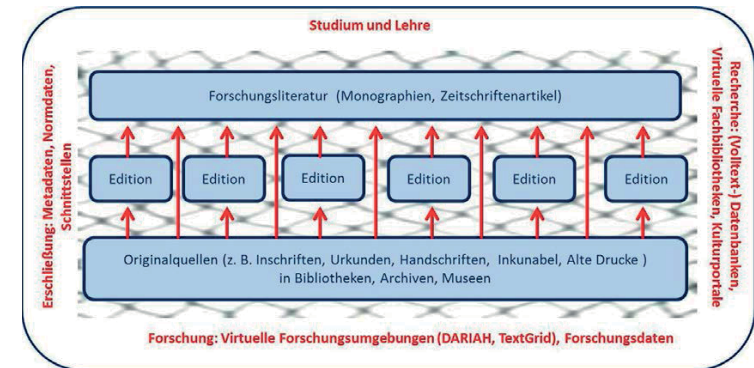 Studium und Lehre
Forschungsliteratur (Monographien, Zeitschriftenartikel)
Edition
Edition
Edition
Edition
Edition
Edition
Originalquellen (z. B. Inschriften, Urkunden, Handschriften, Inkunabel, Alte Drucke )
in Bibliotheken, Archiven, Museen
Erschließung: Metadaten, Normdaten,
Schnittstellen
Recherche: (Volltext-) Datenbanken,
Virtuelle Fachbibliotheken, Kulturportale
Forschung: Virtuelle Forschungsumgebungen (DARIAH, TextGrid), Forschungsdaten